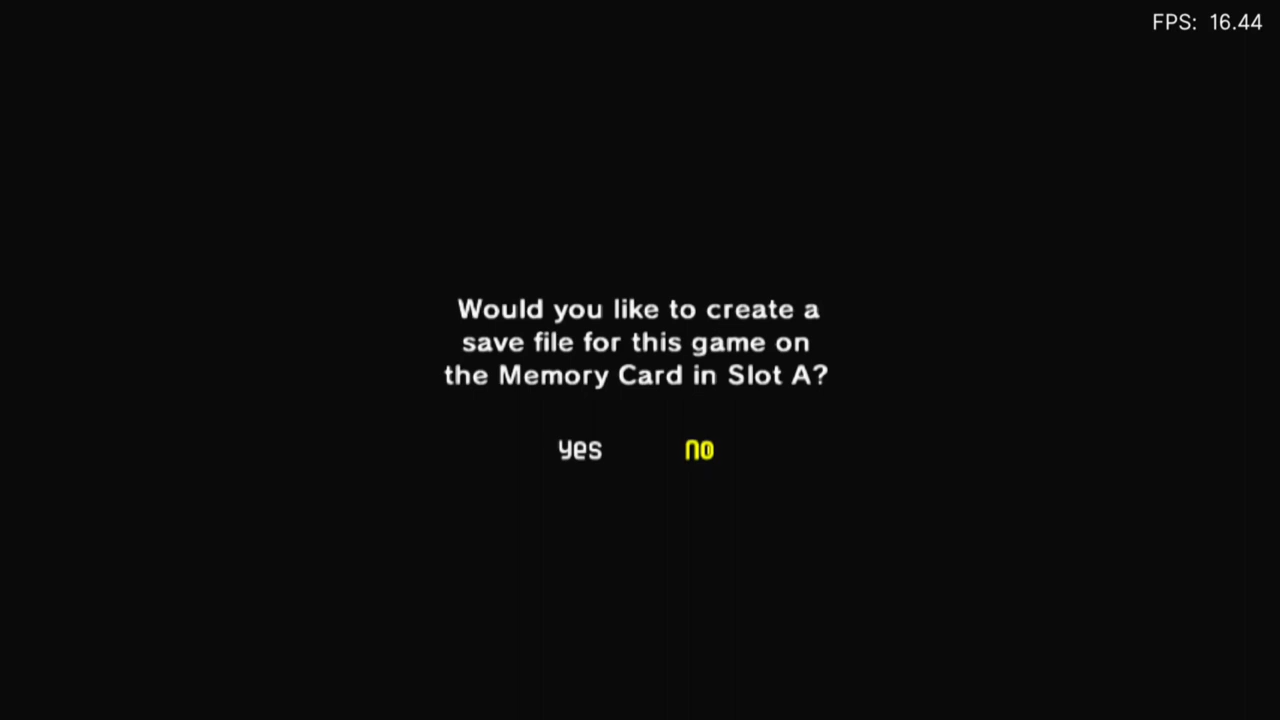 FPS: 16.44
Would you like to create a
save file for this game on
the Memory Card in Slot A?
yes no